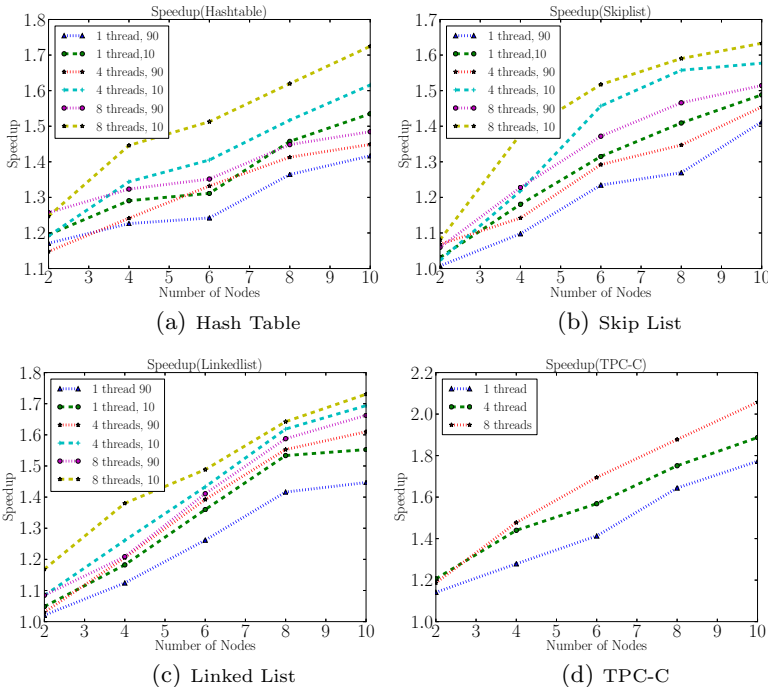 Speedup(Hashtable)
1.8
1.7
1.6
1.5
1.4
1.3
1.2
1.1
Speedup
1 thread, 90
1 thread,10
4 threads, 90
4 threads, 10
8 threads, 90
8 threads, 10
2 3 4 5 6 7 8 9 10
Number of Nodes
(a) Hash Table
Speedup(Skiplist)
1.7
1.6
1.5
1.4
1.3
1.2
1.1
1.0
Speedup
1 thread, 90
1 thread,10
4 threads, 90
4 threads, 10
8 threads, 90
8 threads, 10
2 3 4 5 6 7 8 9 10
Number of Nodes
(b) Skip List
Speedup(Linkedlist)
1.8
1.7
1.6
1.5
1.4
1.3
1.2
1.1
1.0
Speedup
1 thread 90
1 thread, 10
4 threads, 90
4 threads, 10
8 threads, 90
8 threads, 10
2 3 4 5 6 7 8 9 10
Number of Nodes
(c) Linked List
Speedup(TPC-C)
2.2
2.0
1.8
1.6
1.4
1.2
1.0
Speedup
1 thread
4 thread
8 threads
2 3 4 5 6 7 8 9 10
Number of Nodes
(d) TPC-C